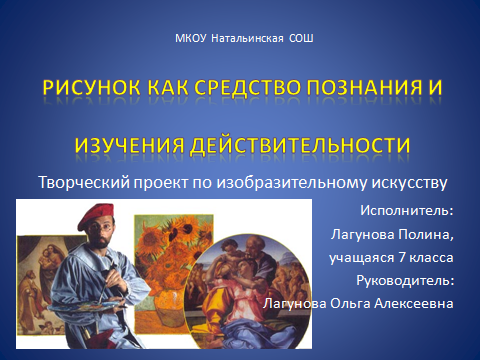 МКОУ Натальинская СОШ
РИСУНОК КАК СРЕДСТВО ПОЗНАНИЯ И
ИЗУЧЕНИЯ ДЕЙСТВИТЕЛЬНОСТИ
Творческий проект по изобразительному искусству
Исполнитель:
Лагунова Полина,
учащаяся 7 класса
Руководитель:
Лагунова Ольга Алексеевна